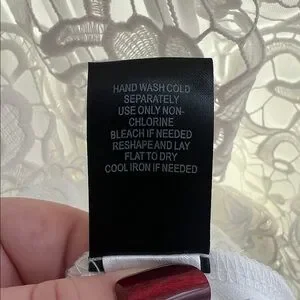 HAND WASH COLD
SEPARATELY
USE ONLY NON-
CHLORINE
BLEACH IF NEEDED
RESHAPE AND LAY
FLAT TO DRY
COOL IRON IF NEEDED